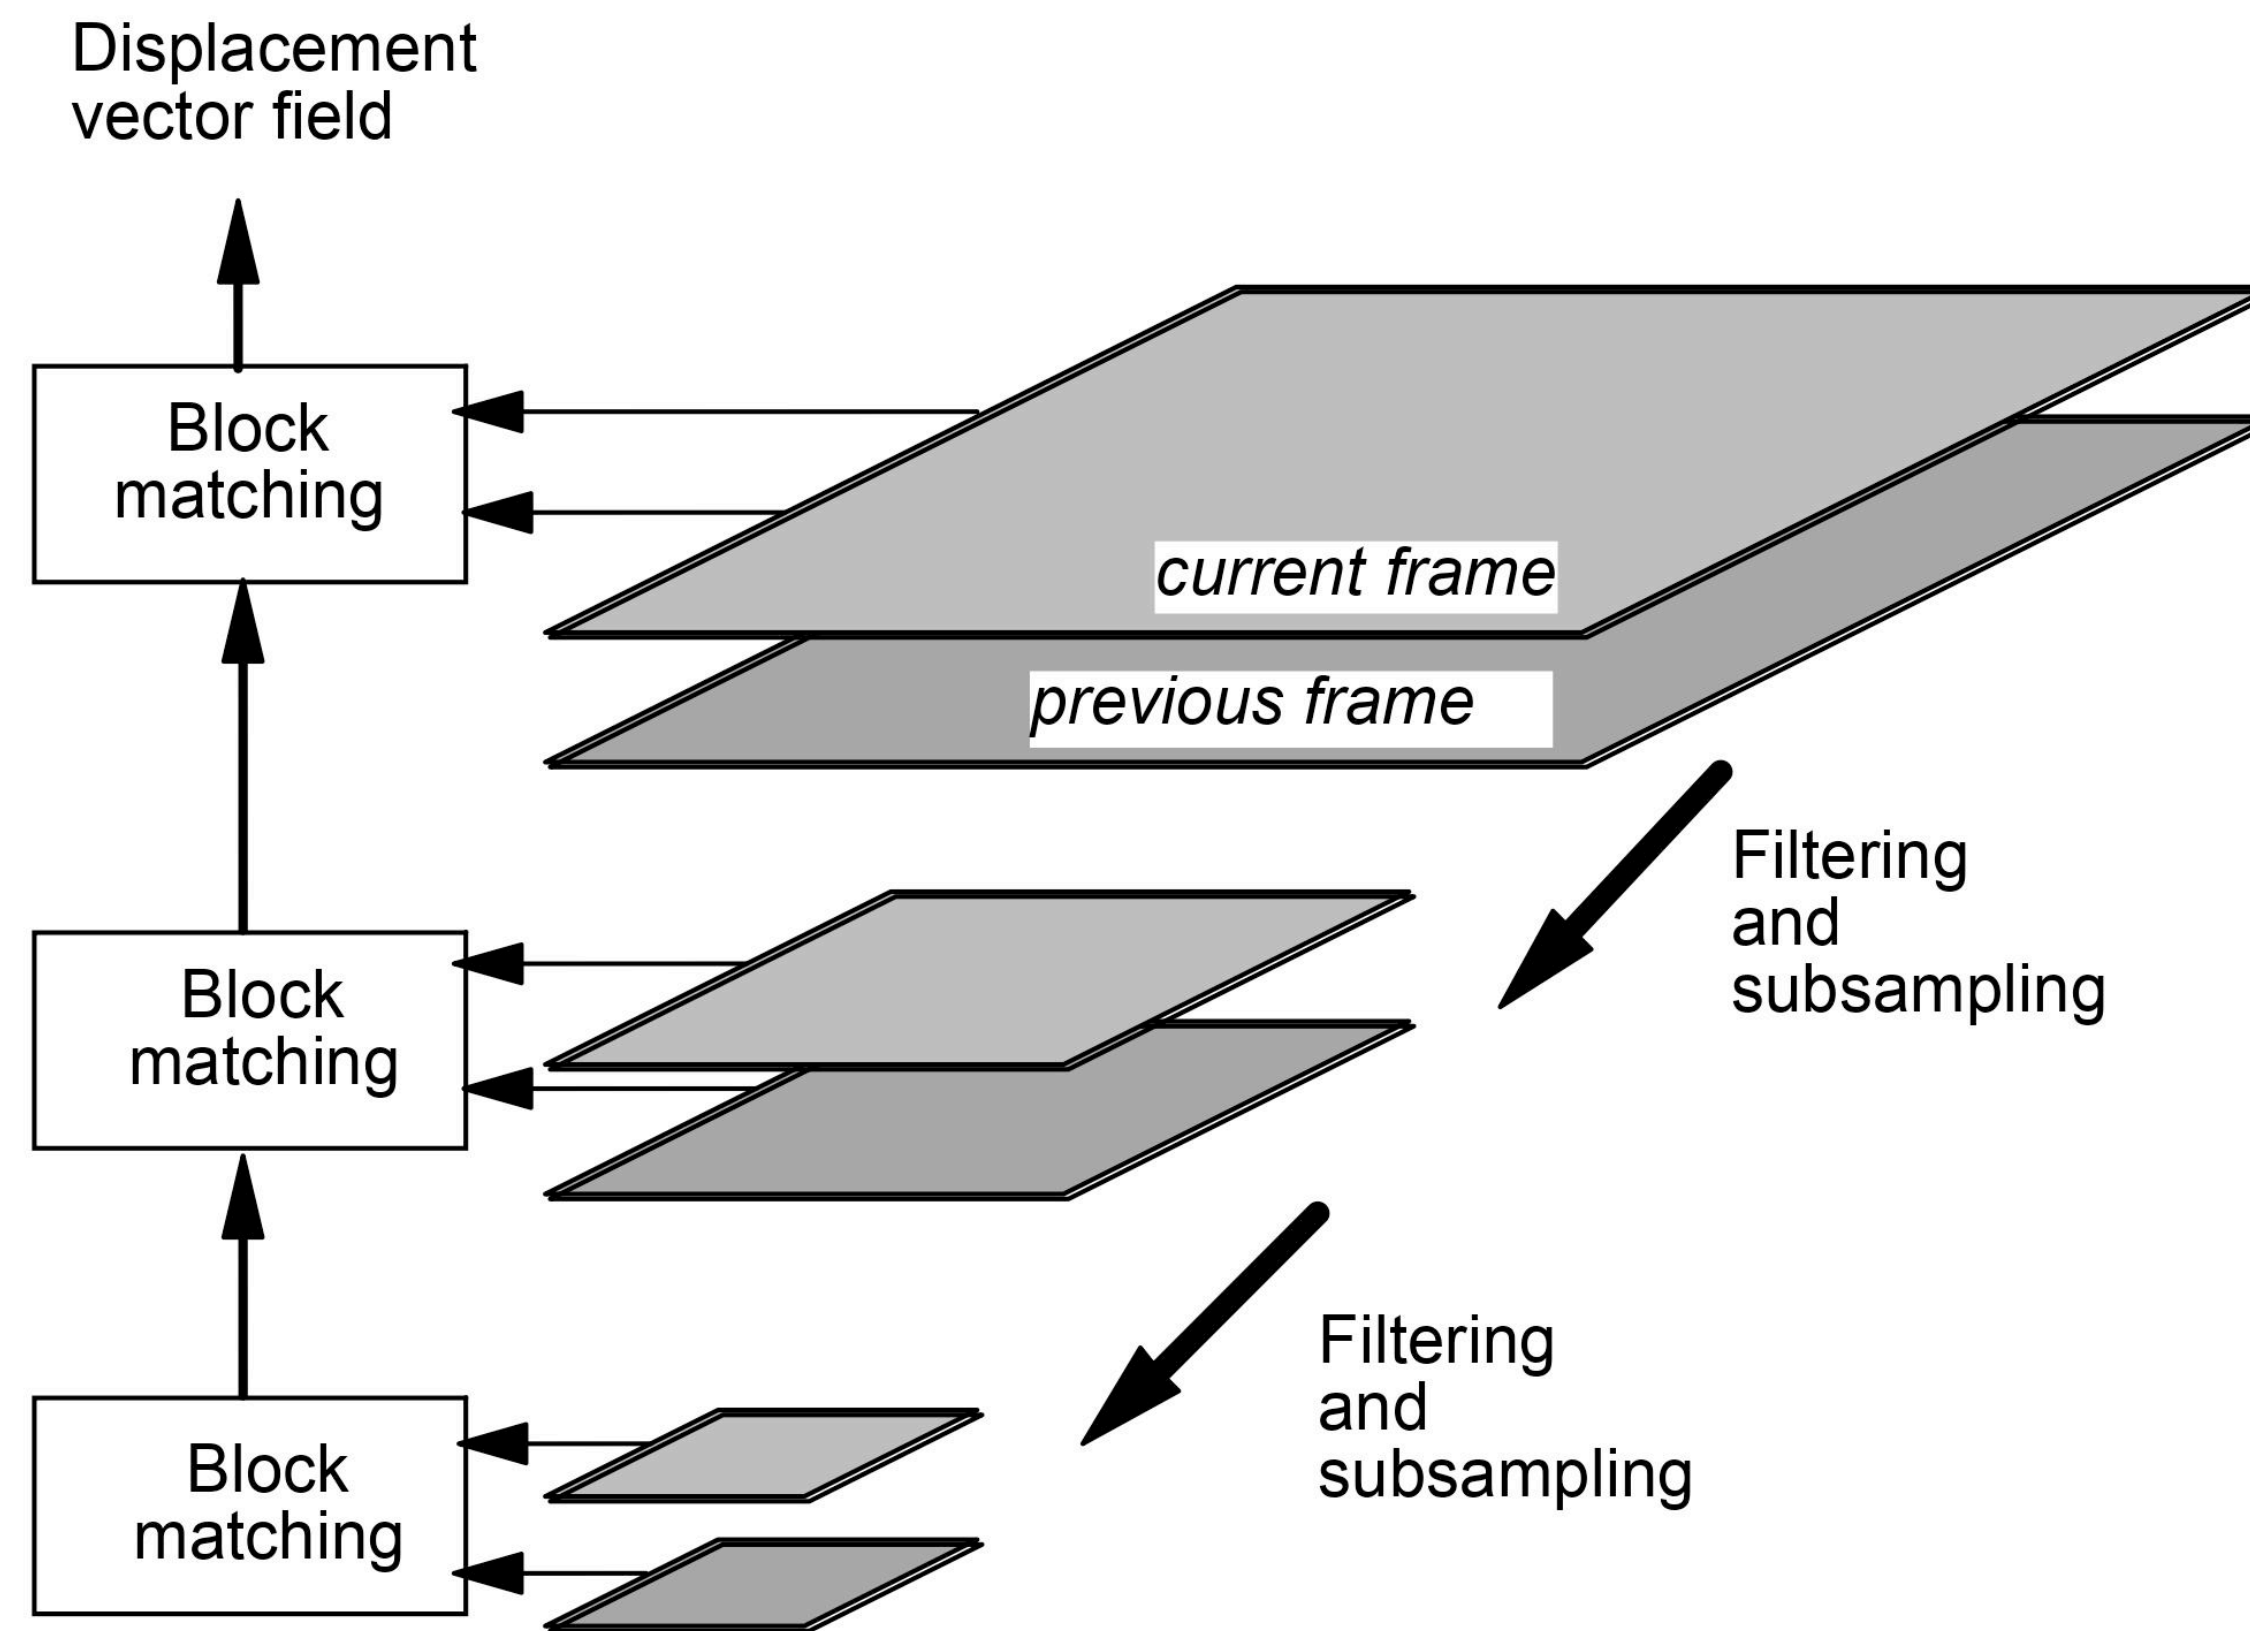 Displacement
vector field
Block
matching
current frame
previous frame
Filtering
and
subsampling
Block
matching
Filtering
and
subsampling
Block
matching